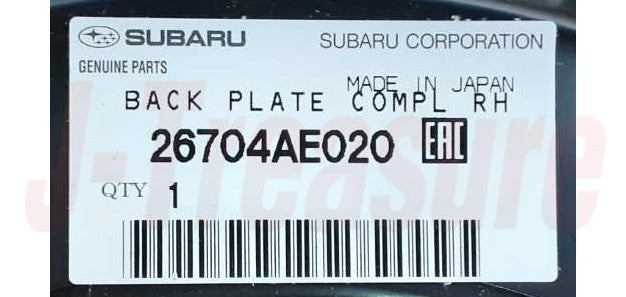 SUBARU SUBARU CORPORATION
GENUINE PARTS
MADE IN JAPAN
BACK PLATE COMPL RH
26704AE020 EAC
QTY 1
J-Treasure